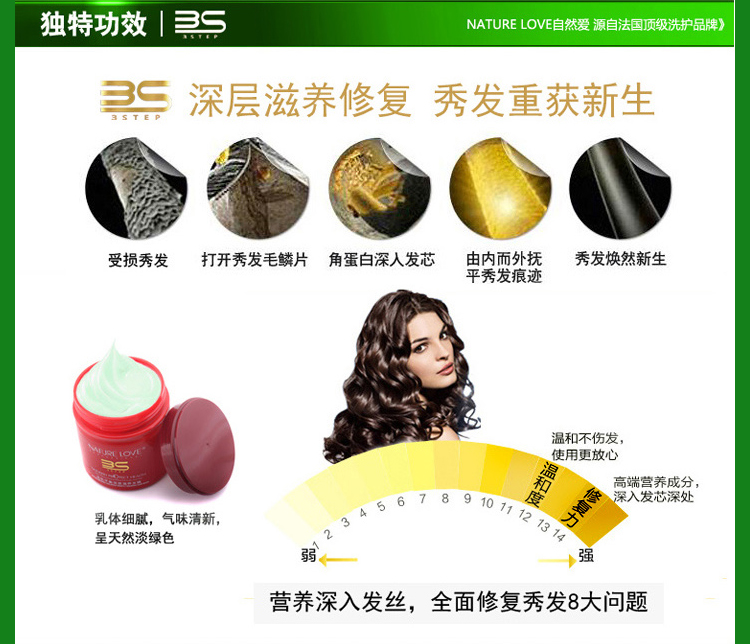 独特功效 3S
3STEP
NATURE LOVE自然爱 源自法国顶级洗护品牌》
3S 深层滋养修复 秀发重获新生
3STEP
受损秀发
打开秀发毛鳞片
角蛋白深人发芯
由内而外抚
平秀发痕迹
秀发焕然新生
NATURE LOVE
3S
3STEP
乳体细腻，气味清新，
呈天然淡绿色
温和不伤发，
使用更放心
高端营养成分，
深入发芯深处
温和度
修复力
1 2 3 4 5 6 7 8 9 10 11 12 13 14
弱
强
营养深入发丝，全面修复秀发8大问题